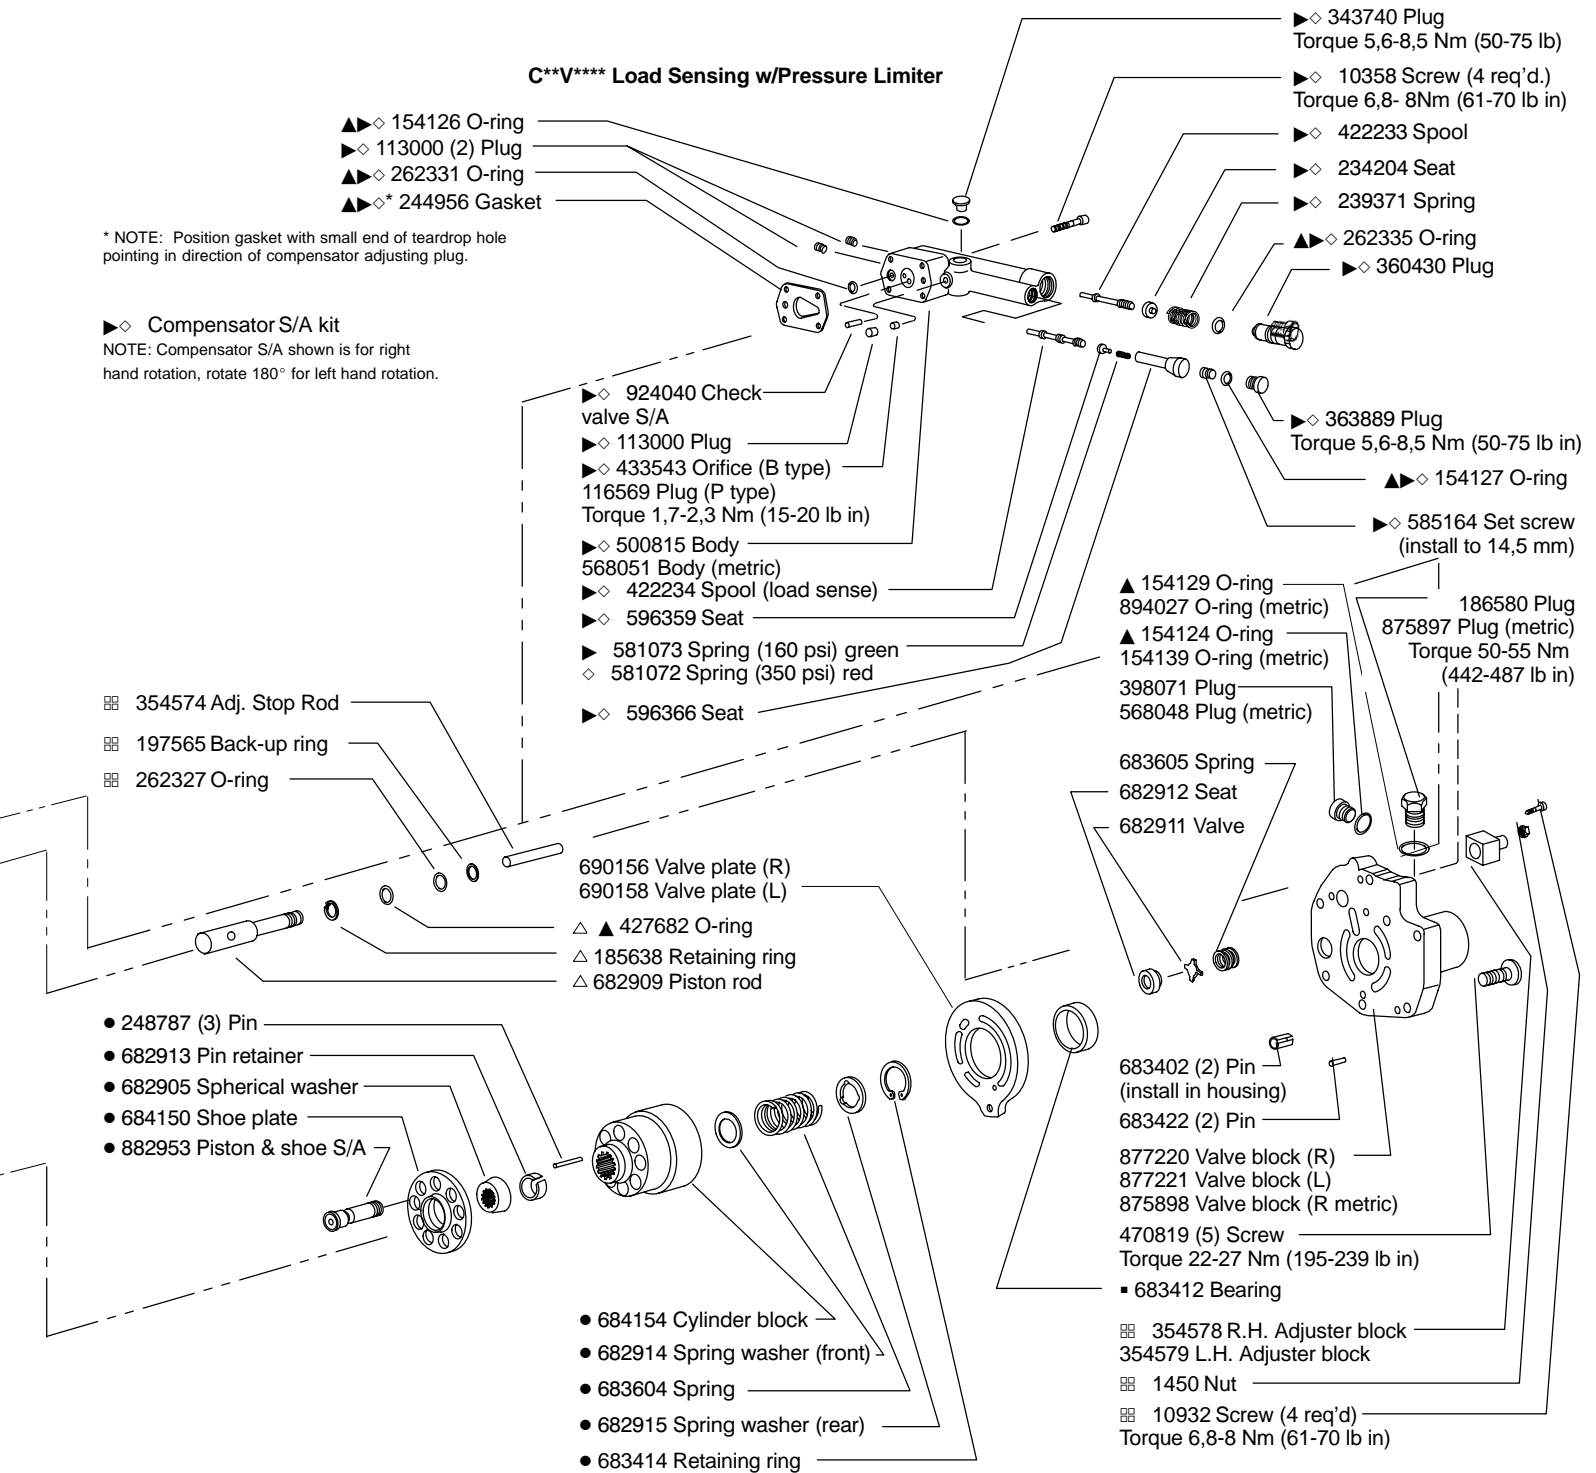 C**V**** Load Sensing w/Pressure Limiter
▶◇ 343740 Plug
Torque 5,6-8,5 Nm (50-75 lb)
▶◇ 10358 Screw (4 req'd.)
Torque 6,8- 8Nm (61-70 lb in)
▶◇ 422233 Spool
▶◇ 234204 Seat
▶◇ 239371 Spring
▲▶◇ 262335 O-ring
▶◇ 360430 Plug
▲▶◇ 154126 O-ring
▶◇ 113000 (2) Plug
▲▶◇ 262331 O-ring
▲▶◇* 244956 Gasket
* NOTE: Position gasket with small end of teardrop hole
pointing in direction of compensator adjusting plug.
▶◇ Compensator S/A kit
NOTE: Compensator S/A shown is for right
hand rotation, rotate 180° for left hand rotation.
▶◇ 924040 Check
valve S/A
▶◇ 113000 Plug
▶◇ 433543 Orifice (B type)
116569 Plug (P type)
Torque 1,7-2,3 Nm (15-20 lb in)
▶◇ 500815 Body
568051 Body (metric)
▶◇ 422234 Spool (load sense)
▶◇ 596359 Seat
▶ 581073 Spring (160 psi) green
◇ 581072 Spring (350 psi) red
▶◇ 596366 Seat
▶◇ 363889 Plug
Torque 5,6-8,5 Nm (50-75 lb in)
▲▶◇ 154127 O-ring
▶◇ 585164 Set screw
(install to 14,5 mm)
▲ 154129 O-ring
894027 O-ring (metric)
▲ 154124 O-ring
154139 O-ring (metric)
398071 Plug
568048 Plug (metric)
186580 Plug
875897 Plug (metric)
Torque 50-55 Nm
(442-487 lb in)
683605 Spring
682912 Seat
682911 Valve
⊞ 354574 Adj. Stop Rod
⊞ 197565 Back-up ring
⊞ 262327 O-ring
690156 Valve plate (R)
690158 Valve plate (L)
△ ▲ 427682 O-ring
△ 185638 Retaining ring
△ 682909 Piston rod
● 248787 (3) Pin
● 682913 Pin retainer
● 682905 Spherical washer
● 684150 Shoe plate
● 882953 Piston & shoe S/A
● 684154 Cylinder block
● 682914 Spring washer (front)
● 683604 Spring
● 682915 Spring washer (rear)
● 683414 Retaining ring
683402 (2) Pin
(install in housing)
683422 (2) Pin
877220 Valve block (R)
877221 Valve block (L)
875898 Valve block (R metric)
470819 (5) Screw
Torque 22-27 Nm (195-239 lb in)
▪ 683412 Bearing
⊞ 354578 R.H. Adjuster block
354579 L.H. Adjuster block
⊞ 1450 Nut
⊞ 10932 Screw (4 req'd)
Torque 6,8-8 Nm (61-70 lb in)